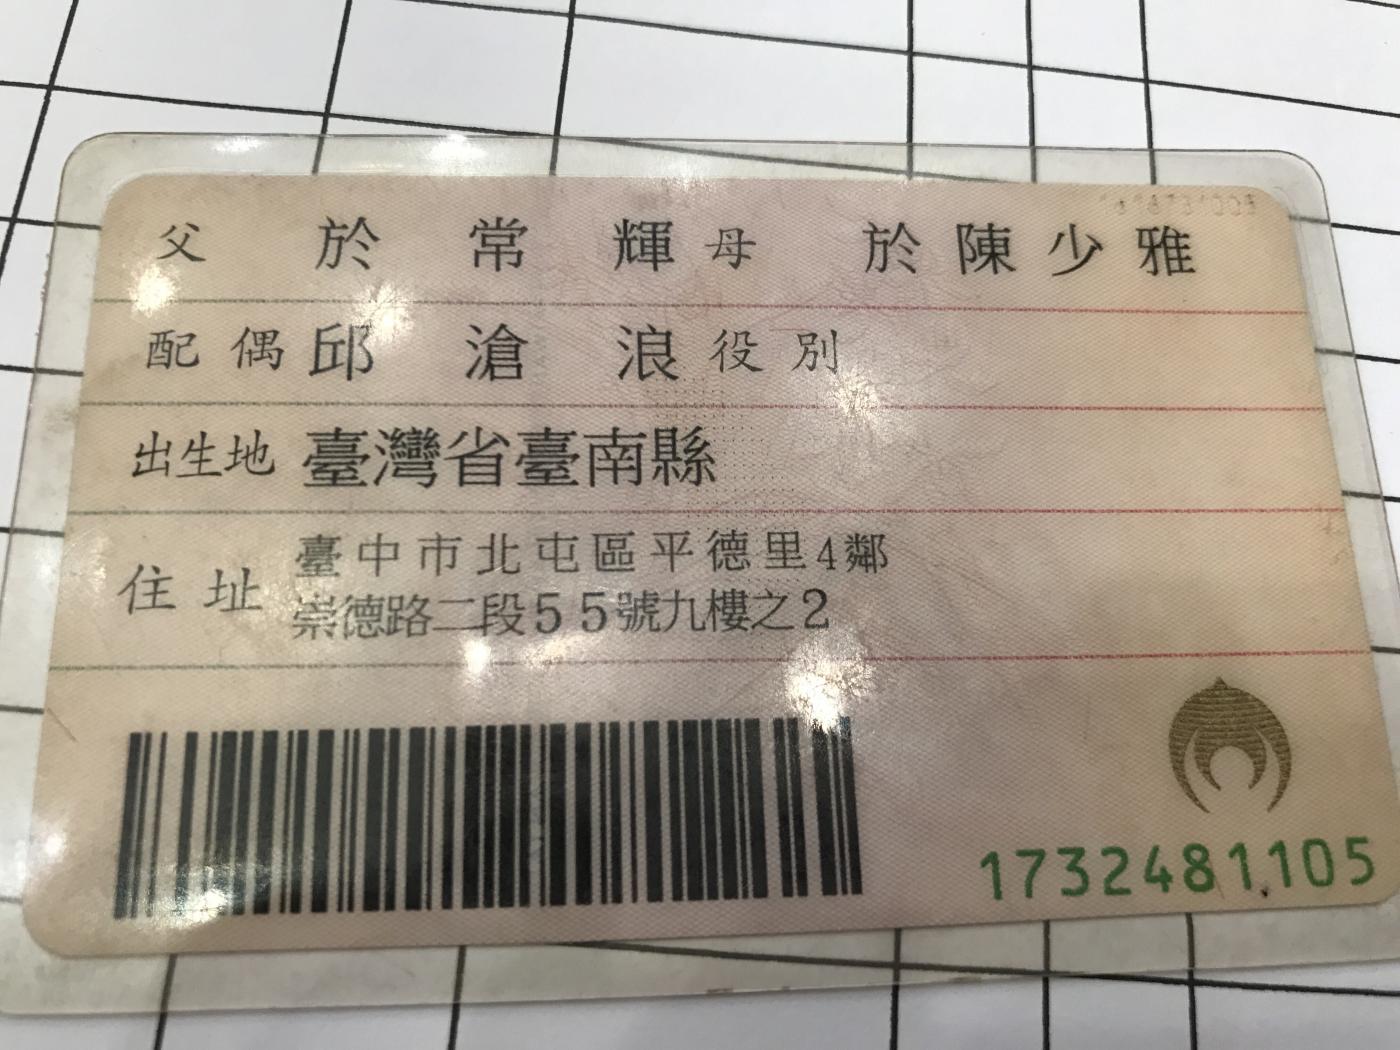 父 於常輝 母 於陳少雅
配偶 邱滄浪 役別
出生地 臺灣省臺南縣
住址 臺中市北屯區平德里4鄰
崇德路二段55號九樓之2
1732481105